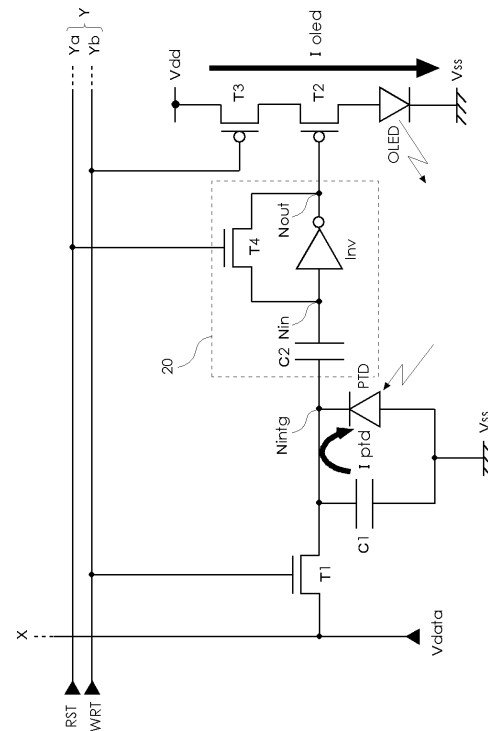 X
RST
WRT
Y
Ya
Yb
Vdata
T1
C1
I ptd
PTD
Vss
Nintg
20
C2
Nin
Inv
Nout
T4
Vdd
T3
T2
I oled
OLED
Vss